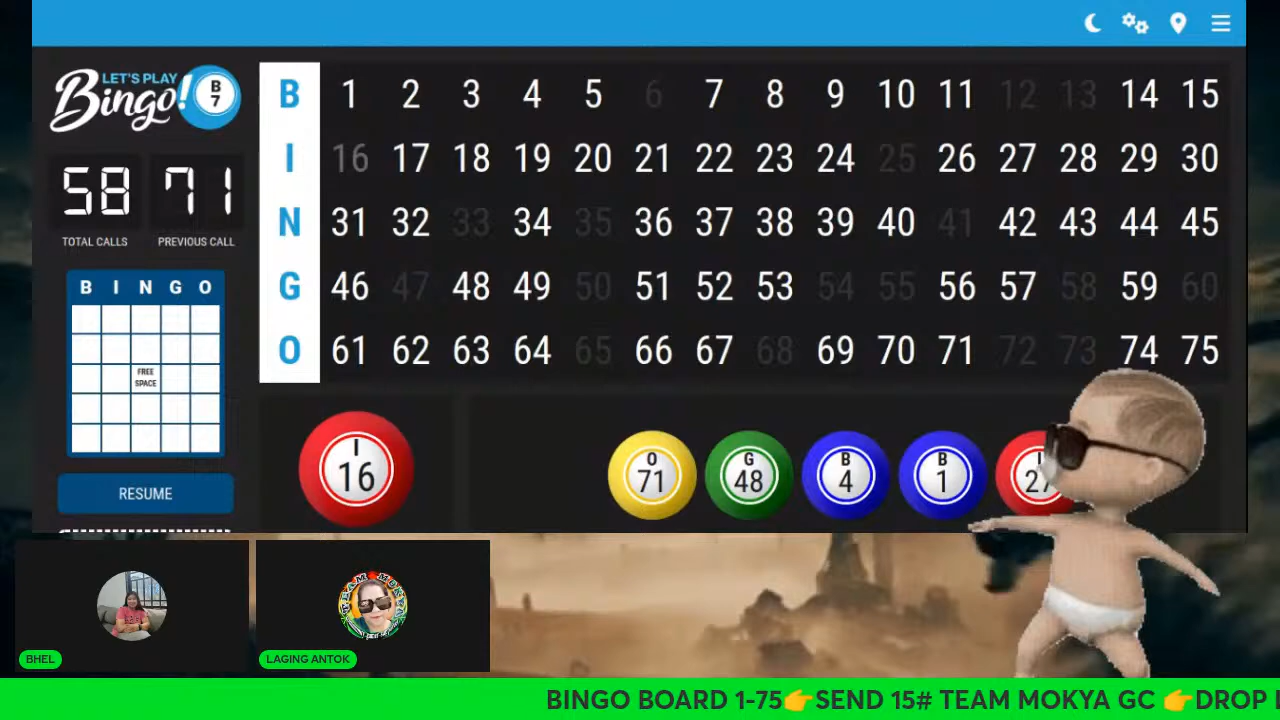 LET'S PLAY
Bingo!
B
7
58 71
TOTAL CALLS PREVIOUS CALL
B I N G O
FREE
SPACE
RESUME
B 1 2 3 4 5 6 7 8 9 10 11 12 13 14 15
I 16 17 18 19 20 21 22 23 24 25 26 27 28 29 30
N 31 32 33 34 35 36 37 38 39 40 41 42 43 44 45
G 46 47 48 49 50 51 52 53 54 55 56 57 58 59 60
O 61 62 63 64 65 66 67 68 69 70 71 72 73 74 75
I
16
O
71
G
48
B
4
B
1
I
27
BHEL
TEAM MOKYA
LAGING ANTOK
BINGO BOARD 1-75👉SEND 15# TEAM MOKYA GC 👉DROP